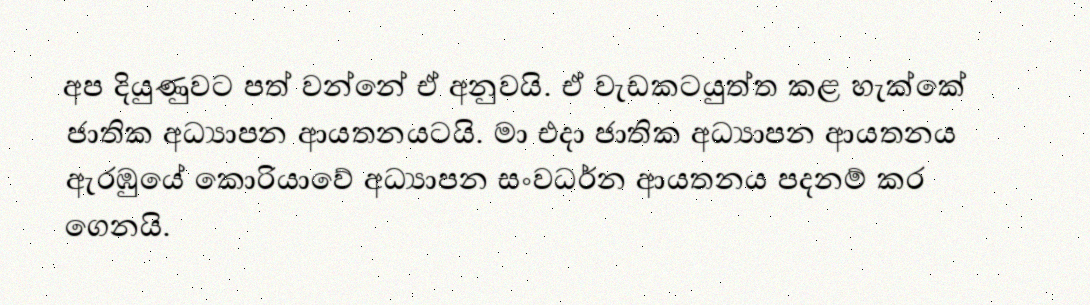 අප දියුණුවට පත් වන්නේ ඒ අනුවයි. ඒ වැඩකටයුත්ත කළ හැක්කේ
ජාතික අධ්‍යාපන ආයතනයටයි. මා එදා ජාතික අධ්‍යාපන ආයතනය
ඇරඹුයේ කොරියාවේ අධ්‍යාපන සංවර්ධන ආයතනය පදනම් කර
ගෙනයි.